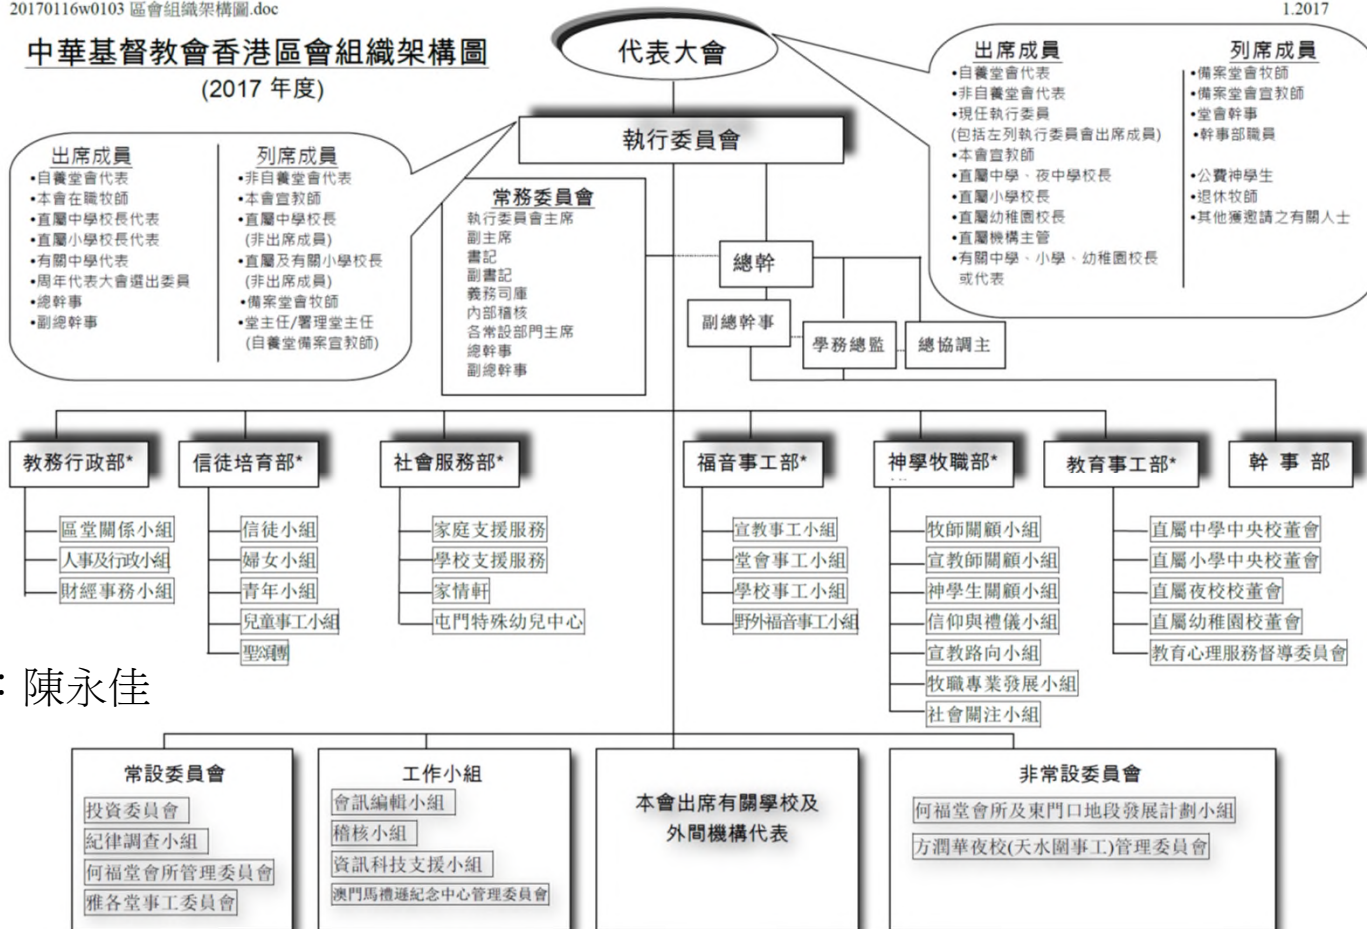 20170116w0103 區會組織架構圖.doc
1.2017
中華基督教會香港區會組織架構圖
(2017 年度)
代表大會
出席成員
•自養堂會代表
•非自養堂會代表
•現任執行委員
(包括左列執行委員會出席成員)
•本會宣教師
•直屬中學、夜中學校長
•直屬小學校長
•直屬幼稚園校長
•直屬機構主管
•有關中學、小學、幼稚園校長
或代表
列席成員
•備案堂會牧師
•備案堂會宣教師
•堂會幹事
•幹事部職員
•公費神學生
•退休牧師
•其他獲邀請之有關人士
執行委員會
出席成員
•自養堂會代表
•本會在職牧師
•直屬中學校長代表
•直屬小學校長代表
•有關中學代表
•周年代表大會選出委員
•總幹事
•副總幹事
列席成員
•非自養堂會代表
•本會宣教師
•直屬中學校長
(非出席成員)
•直屬及有關小學校長
(非出席成員)
•備案堂會牧師
•堂主任/署理堂主任
(自養堂備案宣教師)
常務委員會
執行委員會主席
副主席
書記
副書記
義務司庫
內部稽核
各常設部門主席
總幹事
副總幹事
總幹
副總幹事
學務總監
總協調主
教務行政部*
區堂關係小組
人事及行政小組
財經事務小組
信徒培育部*
信徒小組
婦女小組
青年小組
兒童事工小組
聖頌團
社會服務部*
家庭支援服務
學校支援服務
家情軒
屯門特殊幼兒中心
福音事工部*
宣教事工小組
堂會事工小組
學校事工小組
野外福音事工小組
神學牧職部*
牧師關顧小組
宣教師關顧小組
神學生關顧小組
信仰與禮儀小組
宣教路向小組
牧職專業發展小組
社會關注小組
教育事工部*
直屬中學中央校董會
直屬小學中央校董會
直屬夜校校董會
直屬幼稚園校董會
教育心理服務督導委員會
幹 事 部
：陳永佳
常設委員會
投資委員會
紀律調查小組
何福堂會所管理委員會
雅各堂事工委員會
工作小組
會訊編輯小組
稽核小組
資訊科技支援小組
澳門馬禮遜紀念中心管理委員會
本會出席有關學校及
外間機構代表
非常設委員會
何福堂會所及東門口地段發展計劃小組
方潤華夜校(天水圍事工)管理委員會